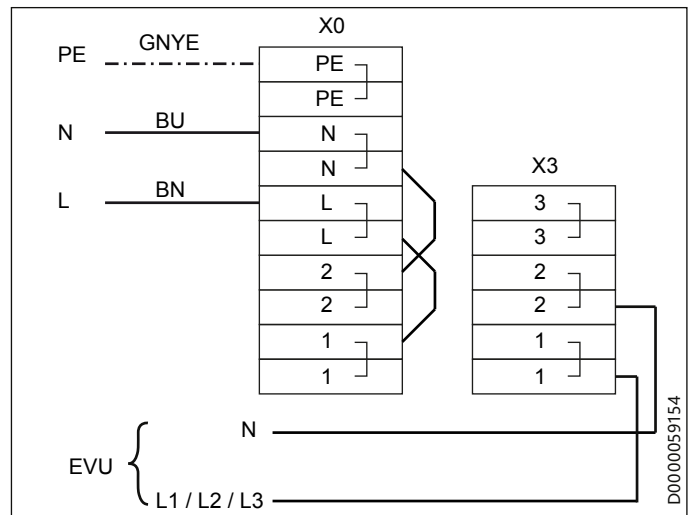 X0
PE GNYE PE
PE
N BU N
N X3
L BN L 3
L 3
2 2
2 2
1 1
1 1
N
EVU
L1 / L2 / L3
D0000059154